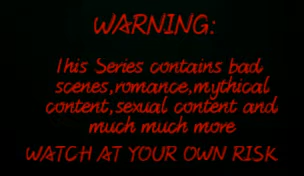 WARNING:
This Series contains bad
scenes,romance,mythical
content,sexual content and
much much more
WATCH AT YOUR OWN RISK